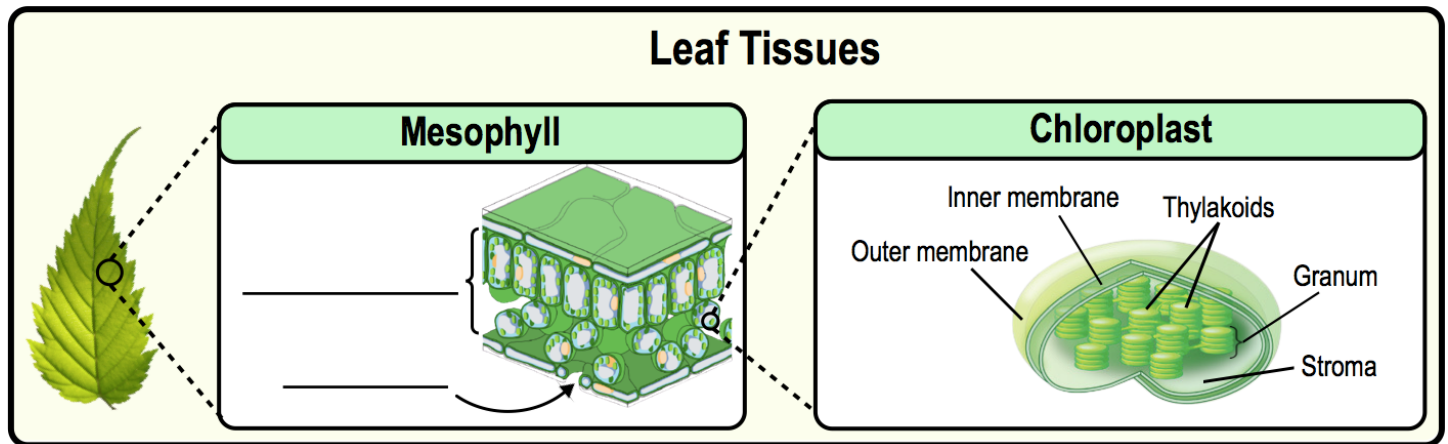 Leaf Tissues
Mesophyll
Chloroplast
Inner membrane
Thylakoids
Outer membrane
Granum
Stroma